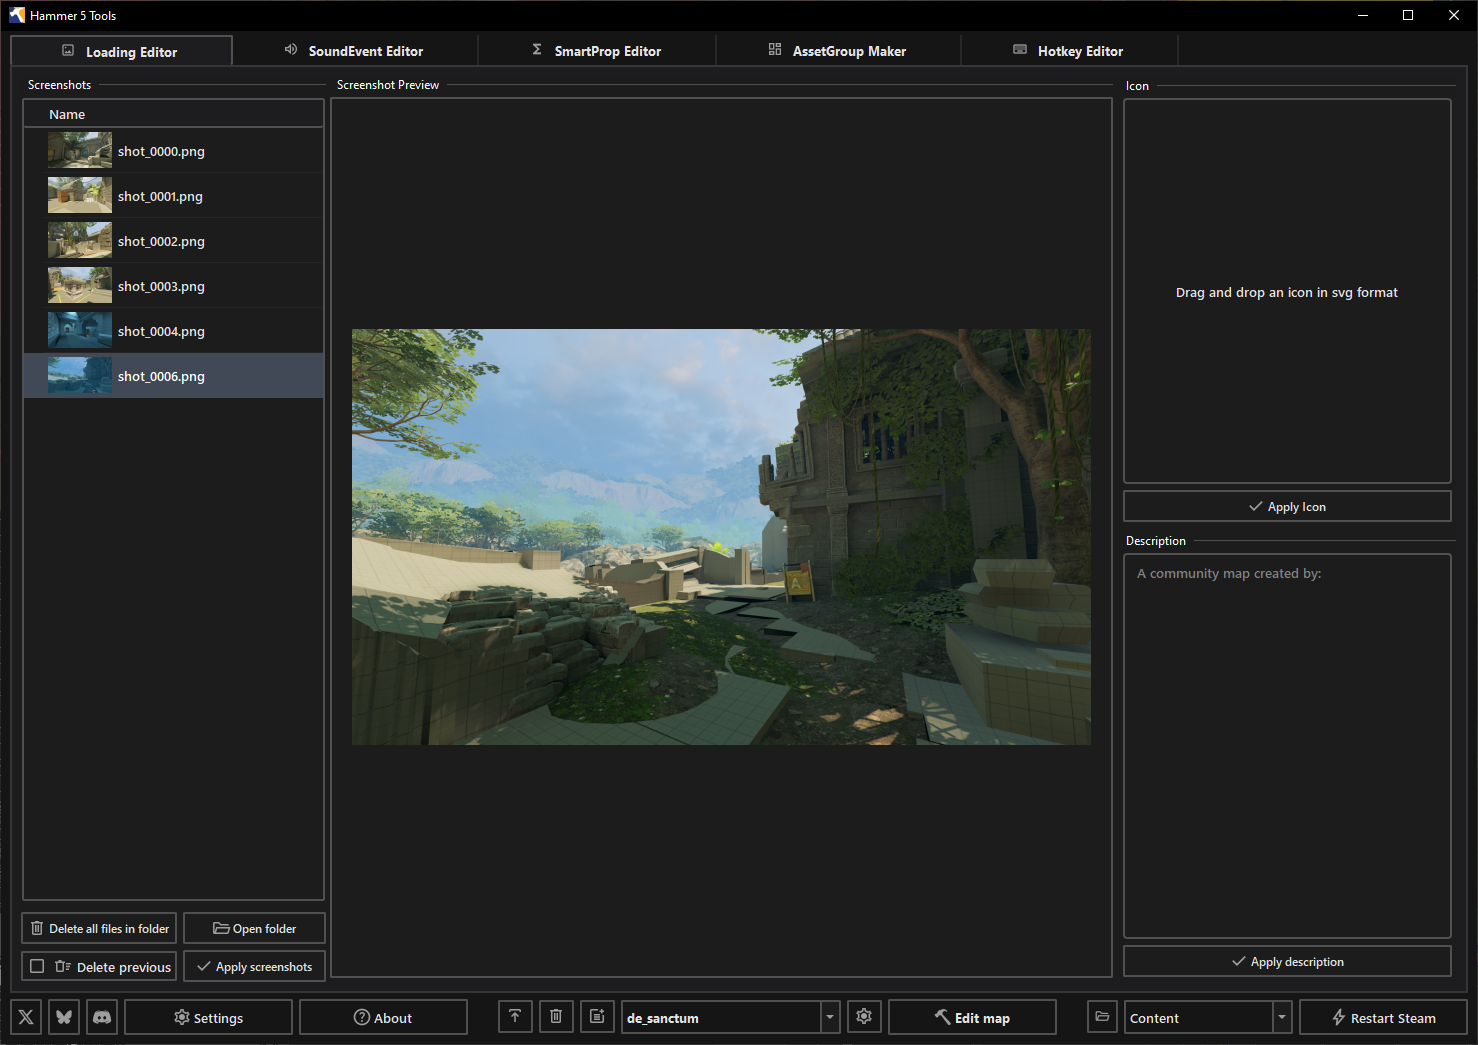 Hammer 5 Tools
Loading Editor
SoundEvent Editor
SmartProp Editor
AssetGroup Maker
Hotkey Editor
Screenshots
Name
shot_0000.png
shot_0001.png
shot_0002.png
shot_0003.png
shot_0004.png
shot_0006.png
Delete all files in folder
Open folder
Delete previous
Apply screenshots
Screenshot Preview
A
Icon
Drag and drop an icon in svg format
Apply Icon
Description
A community map created by:
Apply description
Settings
About
de_sanctum
Edit map
Content
Restart Steam